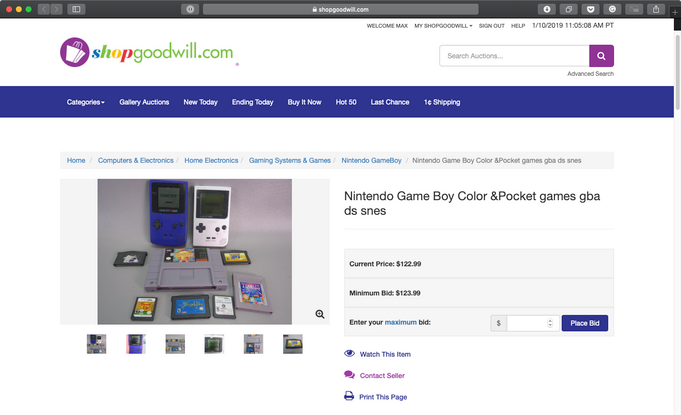 shopgoodwill.com
WELCOME MAX MY SHOPGOODWILL SIGN OUT HELP 1/10/2019 11:05:08 AM PT
shopgoodwill.com
Search Auctions...
Advanced Search
Categories Gallery Auctions New Today Ending Today Buy It Now Hot 50 Last Chance 1¢ Shipping
Home / Computers & Electronics / Home Electronics / Gaming Systems & Games / Nintendo GameBoy / Nintendo Game Boy Color &Pocket games gba ds snes
Nintendo Game Boy Color &Pocket games gba
ds snes
Current Price: $122.99
Minimum Bid: $123.99
Enter your maximum bid: $ Place Bid
Watch This Item
Contact Seller
Print This Page